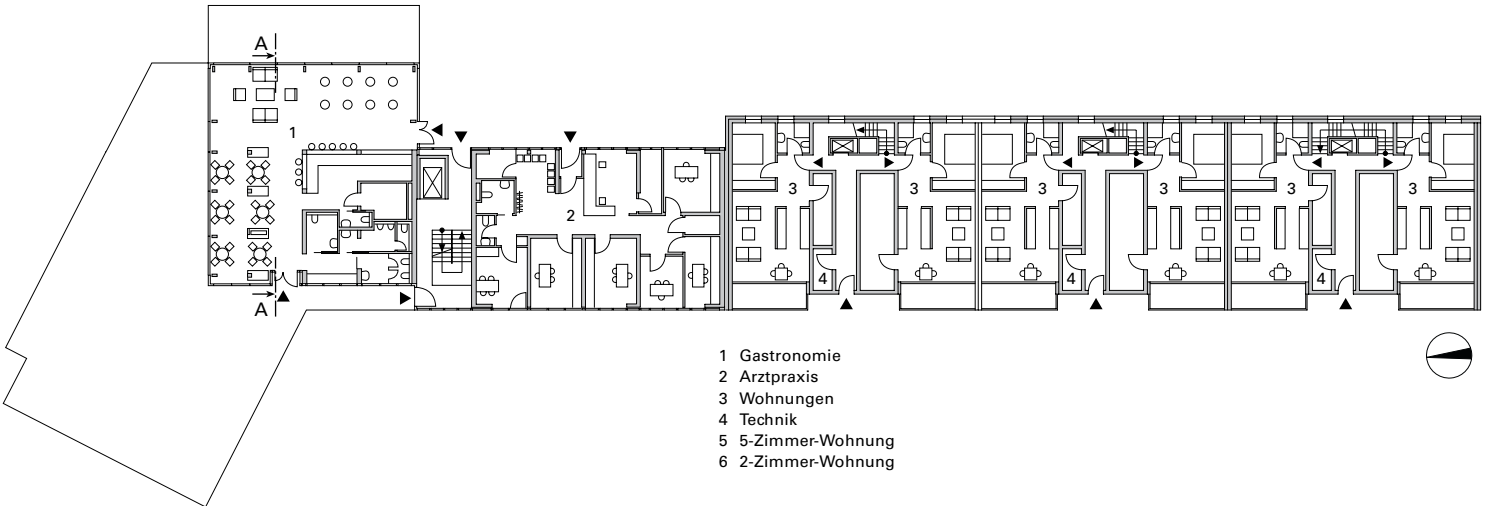 A
1
2
3
3
3
3
3
3
4
4
4
A
1 Gastronomie
2 Arztpraxis
3 Wohnungen
4 Technik
5 5-Zimmer-Wohnung
6 2-Zimmer-Wohnung